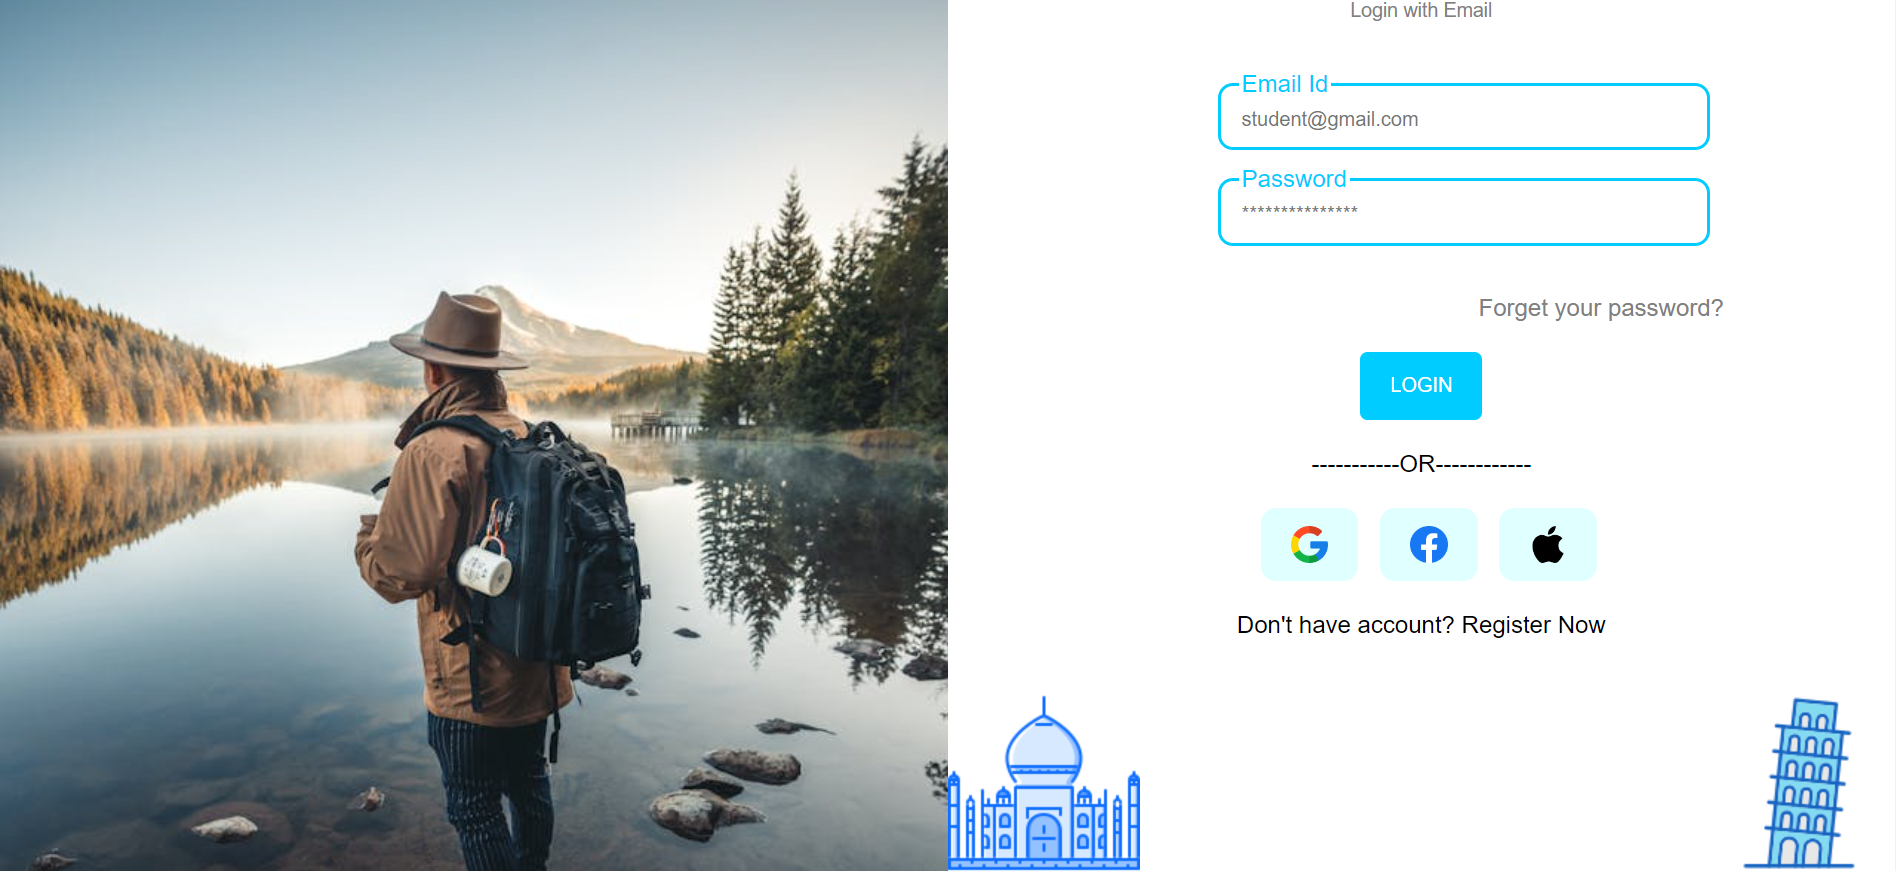 Login with Email
Email Id
student@gmail.com
Password
***************
Forget your password?
LOGIN
-----------OR------------
Don't have account? Register Now